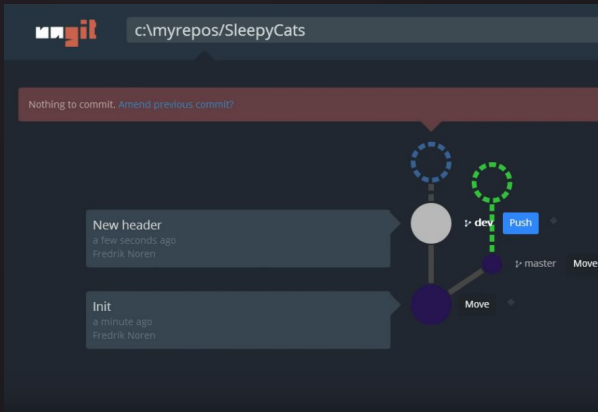 ungit
c:\myrepos/SleepyCats
Nothing to commit. Amend previous commit?
New header
a few seconds ago
Fredrik Noren
dev
Push
master
Move
Init
a minute ago
Fredrik Noren
Move